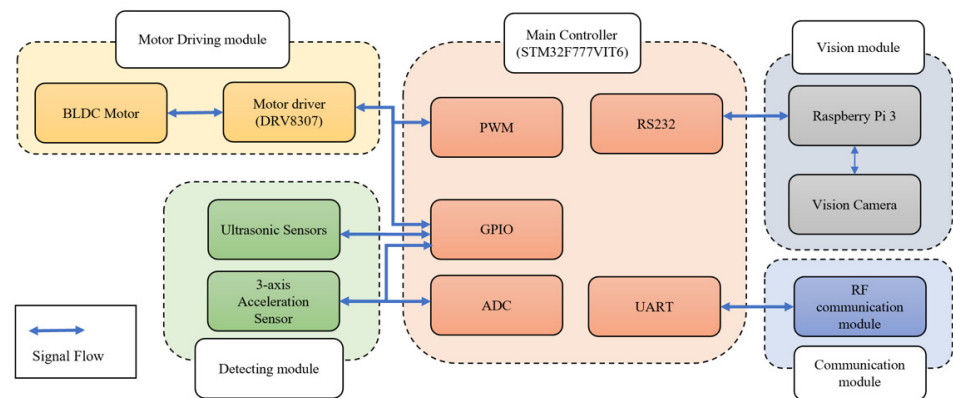 Motor Driving module
Main Controller
(STM32F777VIT6)
Vision module
BLDC Motor
Motor driver
(DRV8307)
PWM
RS232
Raspberry Pi 3
Vision Camera
Ultrasonic Sensors
GPIO
3-axis
Acceleration
Sensor
ADC
UART
RF
communication
module
Signal Flow
Detecting module
Communication
module